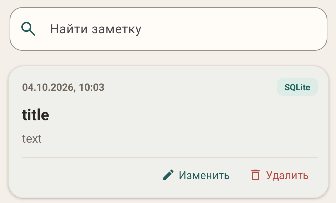 Найти заметку
04.10.2026, 10:03 SQLite
title
text
Изменить Удалить